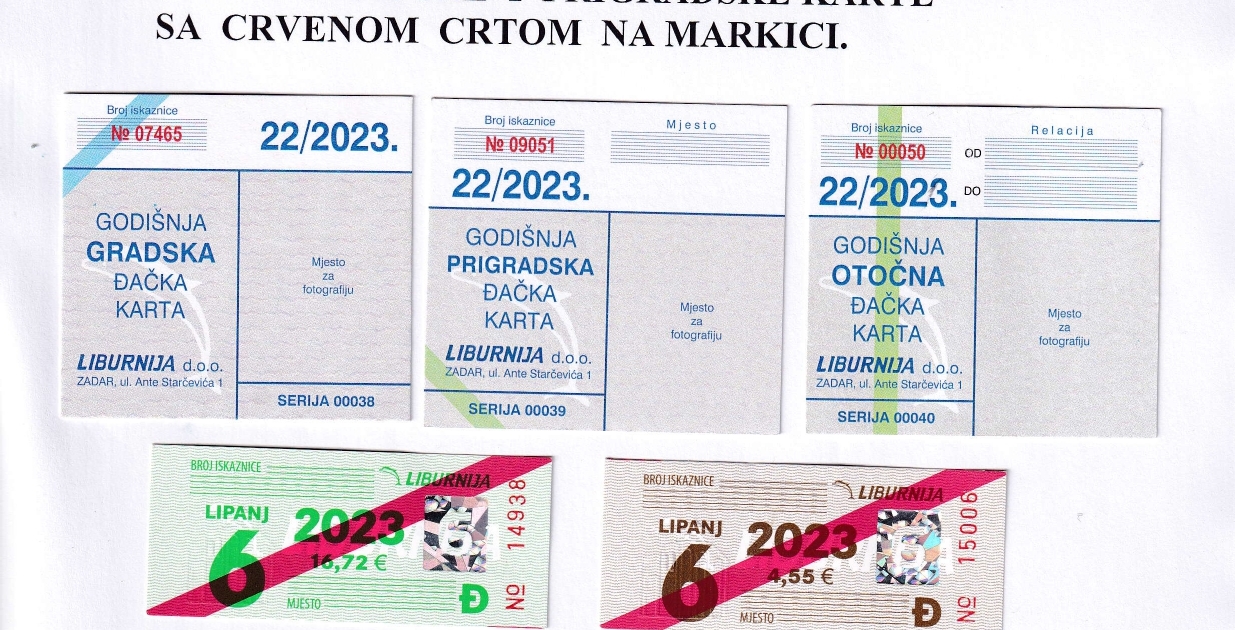 I PRIGRADSKE KARTE
SA CRVENOM CRTOM NA MARKICI.
Broj iskaznice
№ 07465
22/2023.
GODIŠNJA
GRADSKA
ĐAČKA
KARTA
LIBURNIJA d.o.o.
ZADAR, ul. Ante Starčevića 1
Mjesto
za
fotografiju
SERIJA 00038
Broj iskaznice
№ 09051
Mjesto
22/2023.
GODIŠNJA
PRIGRADSKA
ĐAČKA
KARTA
LIBURNIJA d.o.o.
ZADAR, ul. Ante Starčevića 1
SERIJA 00039
Mjesto
za
fotografiju
Broj iskaznice
№ 00050
Relacija
OD
DO
22/2023.
GODIŠNJA
OTOČNA
ĐAČKA
KARTA
LIBURNIJA d.o.o.
ZADAR, ul. Ante Starčevića 1
SERIJA 00040
Mjesto
za
fotografiju
BROJ ISKAZNICE
LIBURNIJA
LIPANJ
6
2023
16,72 €
MJESTO
Đ
№ 14938
BROJ ISKAZNICE
LIBURNIJA
LIPANJ
6
2023
4,55 €
MJESTO
Đ
№ 15006